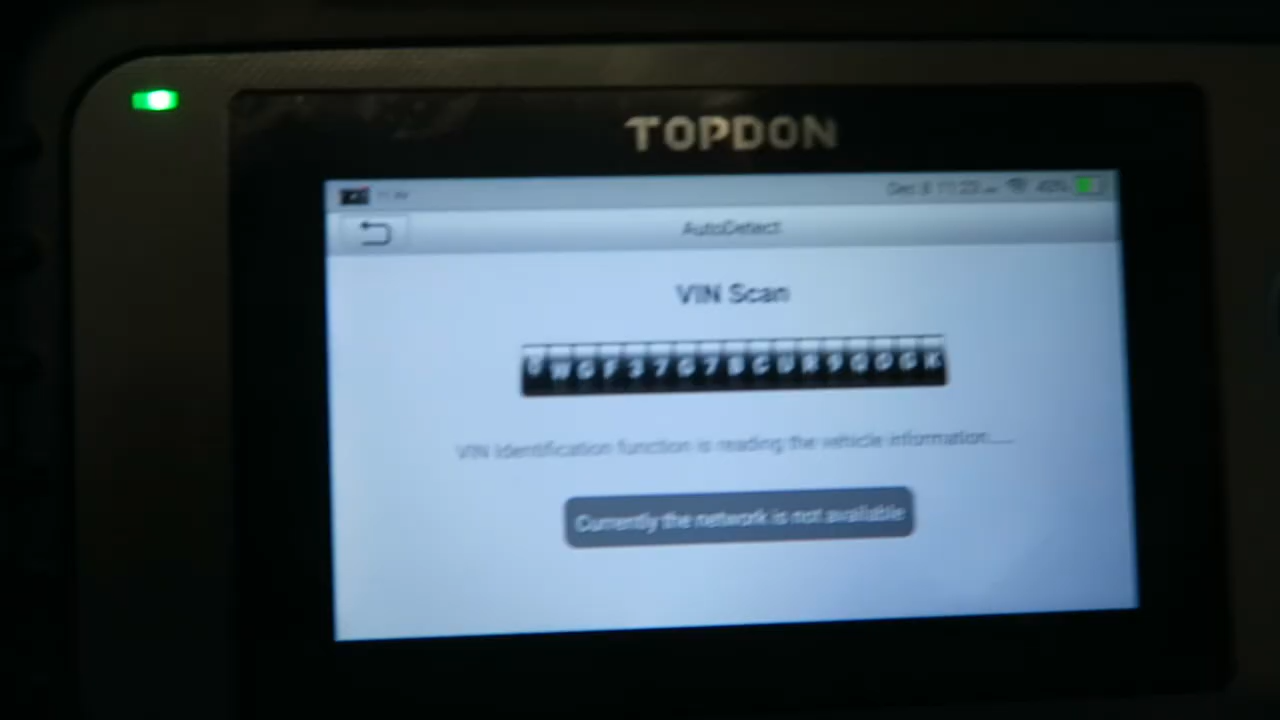 TOPDON
AutoDetect
VIN Scan
VIN Identification function is reading the vehicle information......
Currently the network is not available